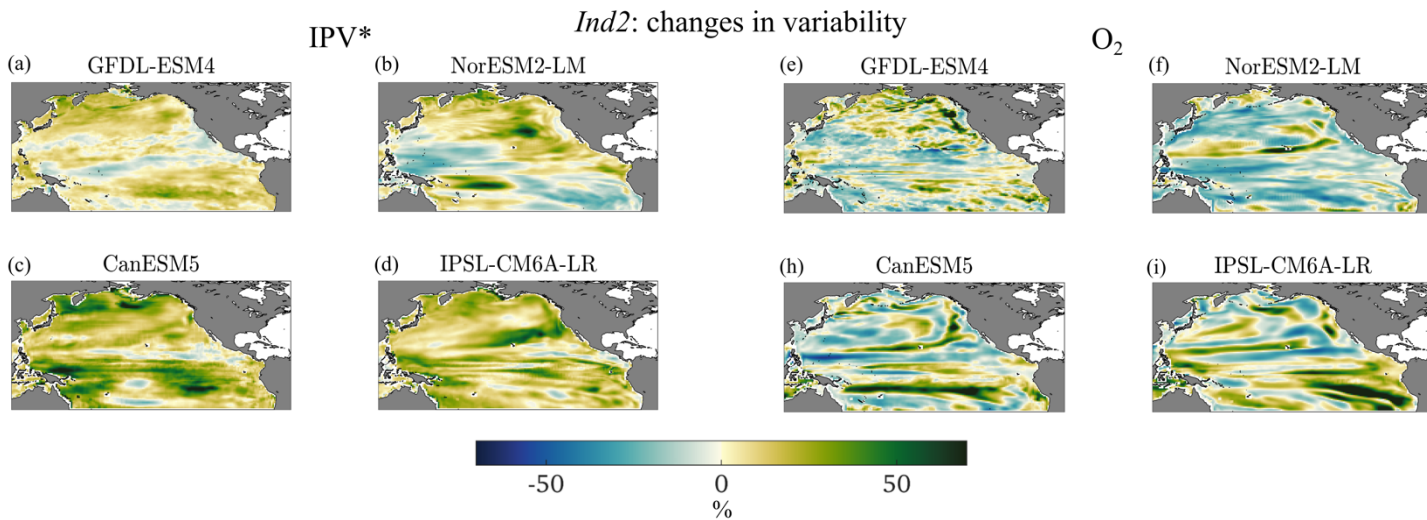 Ind2: changes in variability
IPV*
O₂
(a) GFDL-ESM4
(b) NorESM2-LM
(e) GFDL-ESM4
(f) NorESM2-LM
(c) CanESM5
(d) IPSL-CM6A-LR
(h) CanESM5
(i) IPSL-CM6A-LR
-50 0 50
%